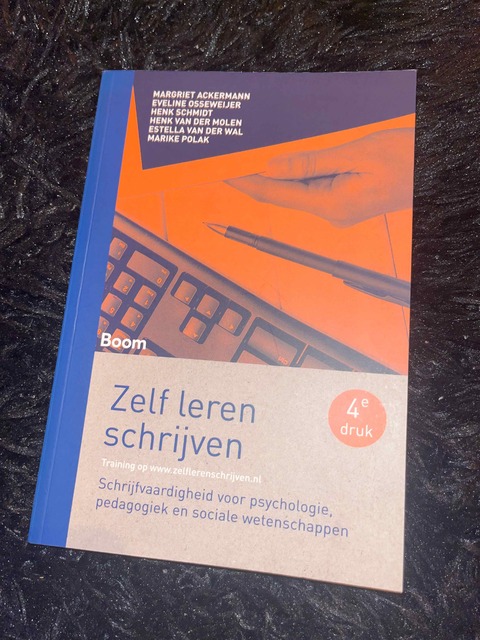 MARGRIET ACKERMANN
EVELINE OSSEWEIJER
HENK SCHMIDT
HENK VAN DER MOLEN
ESTELLA VAN DER WAL
MARIKE POLAK
Boom
Zelf leren
schrijven
4e
druk
Training op www.zelflerenschrijven.nl
Schrijfvaardigheid voor psychologie,
pedagogiek en sociale wetenschappen